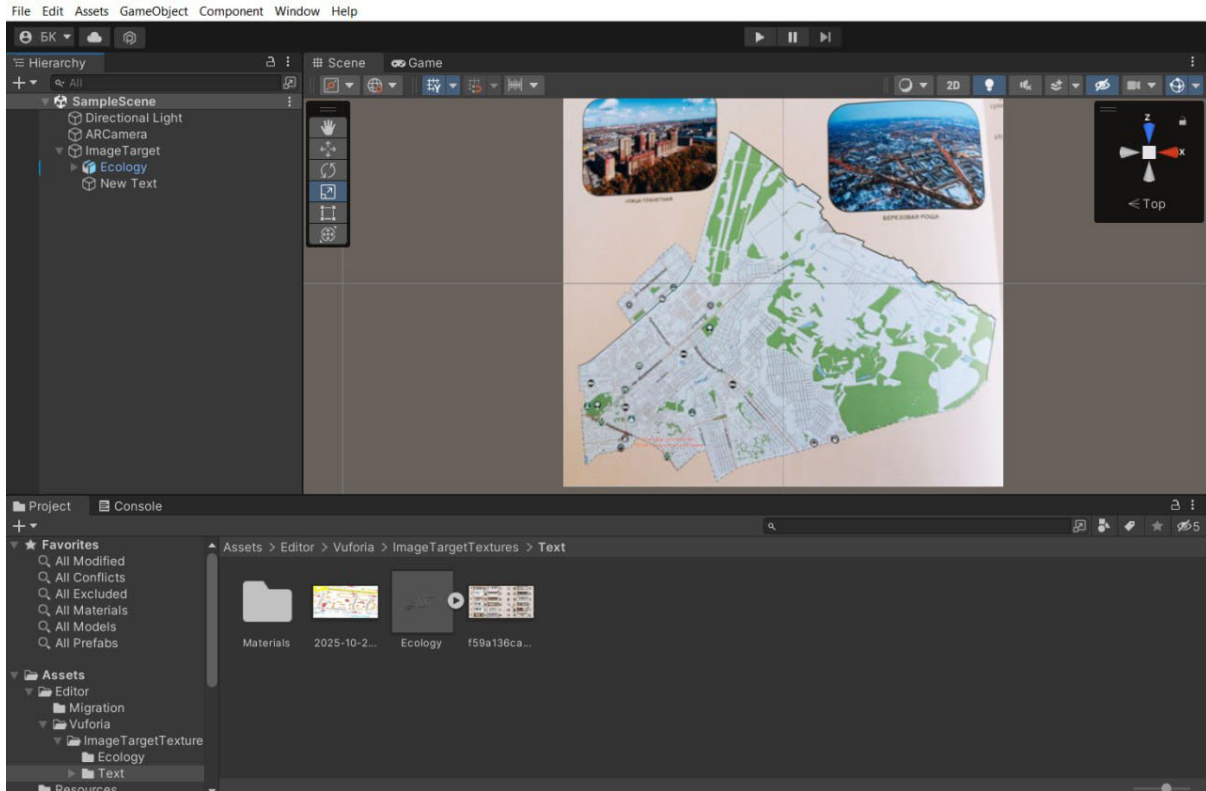 File Edit Assets GameObject Component Window Help
БК
Hierarchy
All
SampleScene
Directional Light
ARCamera
ImageTarget
Ecology
New Text
Scene Game
2D
УЛИЦА ТРАКТНАЯ
БЕРЕЗОВАЯ РОЩА
z
x
Top
Project Console
5
Favorites
All Modified
All Conflicts
All Excluded
All Materials
All Models
All Prefabs
Assets
Editor
Migration
Vuforia
ImageTargetTexture
Ecology
Text
Resources
Assets > Editor > Vuforia > ImageTargetTextures > Text
Materials
2025-10-2...
Ecology
f59a136ca...